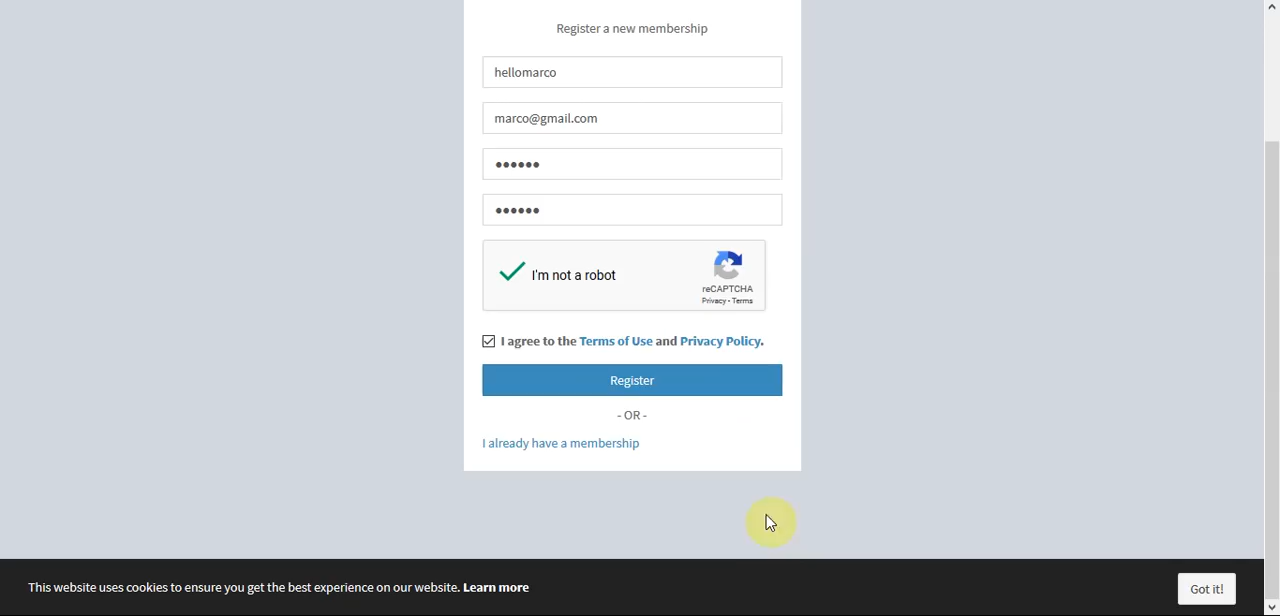 Register a new membership
hellomarco
marco@gmail.com
●●●●●●
●●●●●●
I'm not a robot
reCAPTCHA
Privacy - Terms
I agree to the Terms of Use and Privacy Policy.
Register
- OR -
I already have a membership
This website uses cookies to ensure you get the best experience on our website. Learn more
Got it!